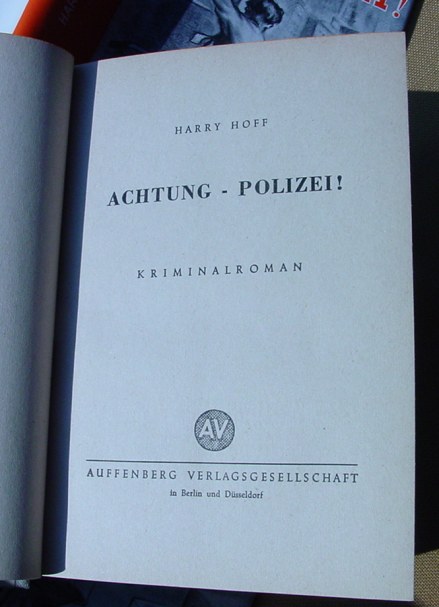 HARRY HOFF
ACHTUNG - POLIZEI!
KRIMINALROMAN
AV
AUFFENBERG VERLAGSGESELLSCHAFT
in Berlin und Düsseldorf